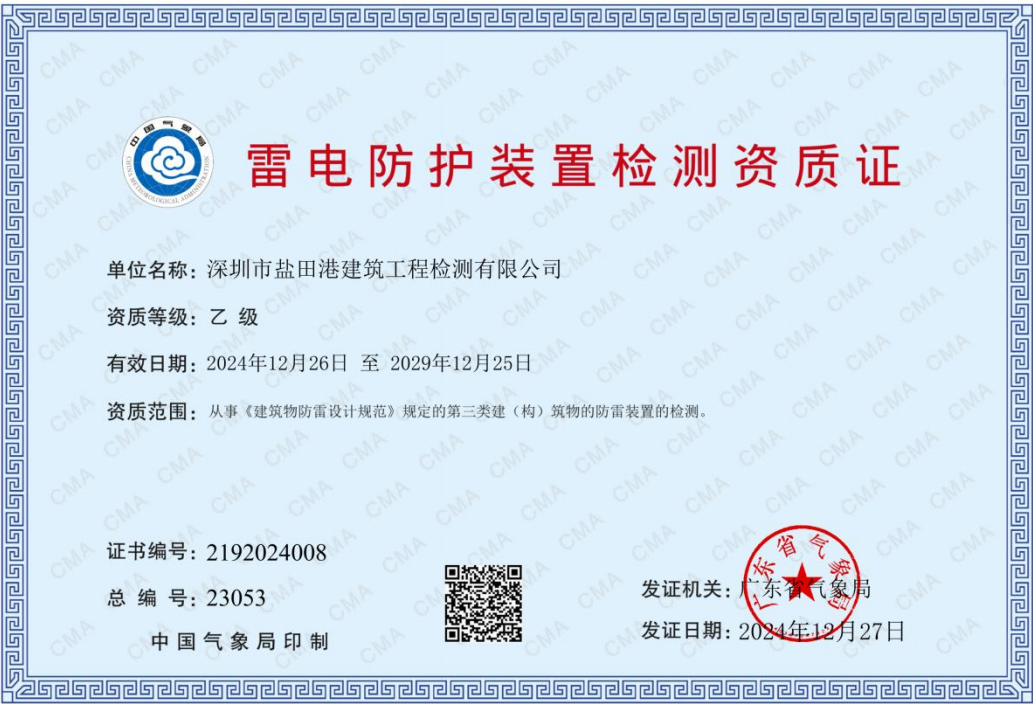 中国气象局
CHINA METEOROLOGICAL ADMINISTRATION
雷电防护装置检测资质证
单位名称：深圳市盐田港建筑工程检测有限公司
资质等级：乙 级
有效日期：2024年12月26日 至 2029年12月25日
资质范围：从事《建筑物防雷设计规范》规定的第三类建（构）筑物的防雷装置的检测。
证书编号：2192024008
总 编 号：23053
中国气象局印制
发证机关：广东省气象局
发证日期：2024年12月27日
广东省气象局
CMA